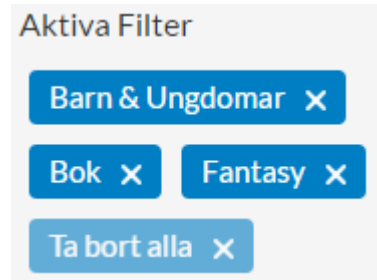 Aktiva Filter
Barn & Ungdomar ×
Bok × Fantasy ×
Ta bort alla ×